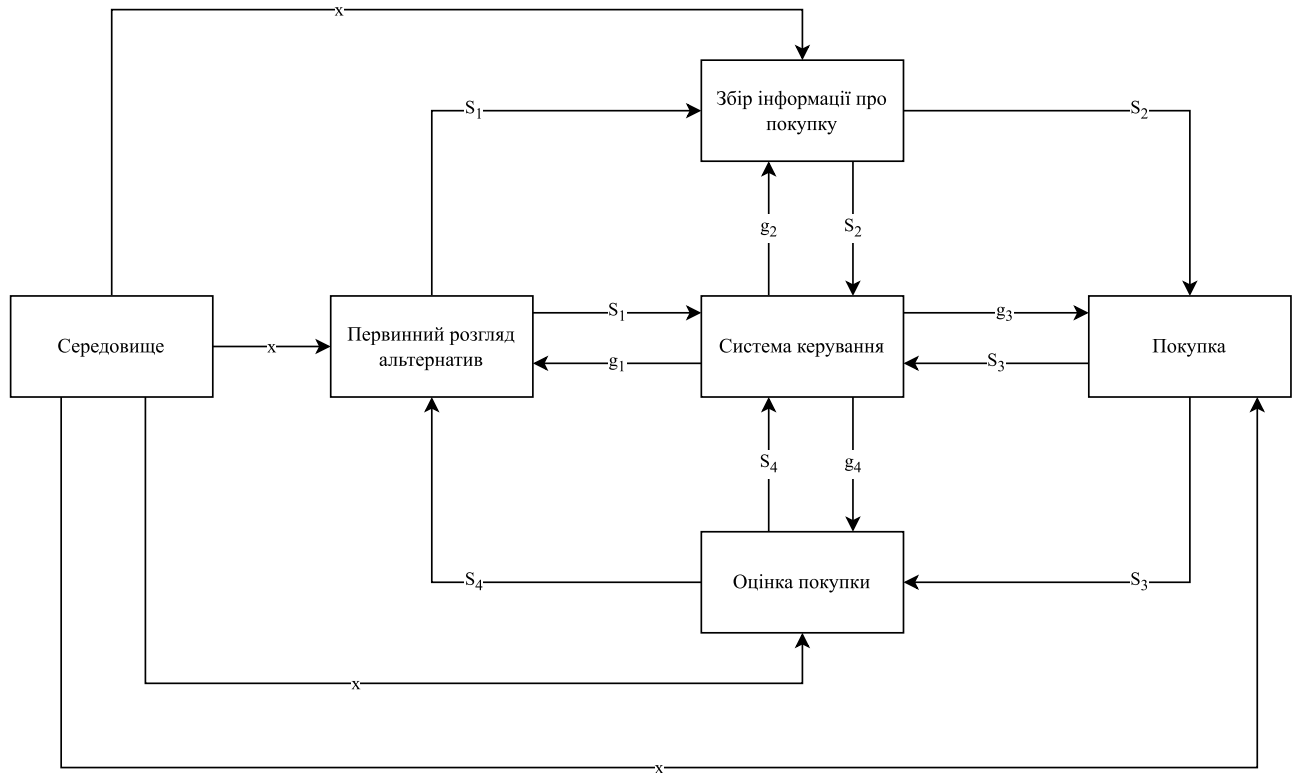 x
Збір інформації про
покупку
S₁
S₂
g₂
S₂
Середовище
x
Первинний розгляд
альтернатив
S₁
g₁
Система керування
g₃
S₃
Покупка
S₄
g₄
S₄
Оцінка покупки
S₃
x
x